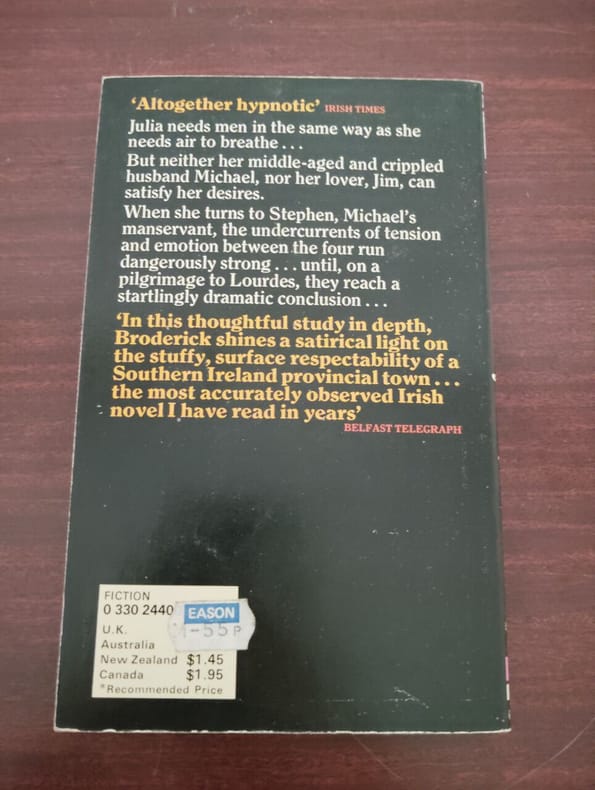 ‘Altogether hypnotic’ IRISH TIMES
Julia needs men in the same way as she
needs air to breathe . . .
But neither her middle-aged and crippled
husband Michael, nor her lover, Jim, can
satisfy her desires.
When she turns to Stephen, Michael’s
manservant, the undercurrents of tension
and emotion between the four run
dangerously strong . . . until, on a
pilgrimage to Lourdes, they reach a
startlingly dramatic conclusion . . .
‘In this thoughtful study in depth,
Broderick shines a satirical light on
the stuffy, surface respectability of a
Southern Ireland provincial town . . .
the most accurately observed Irish
novel I have read in years’
BELFAST TELEGRAPH
FICTION
0 330 2440
EASON
-55P
U.K.
Australia
New Zealand $1.45
Canada $1.95
*Recommended Price